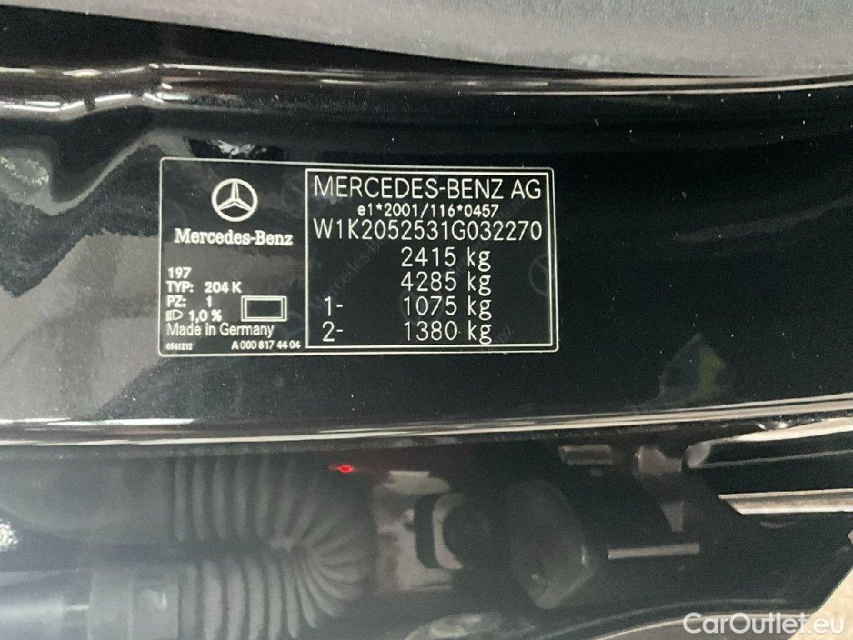 Mercedes-Benz
197
TYP: 204 K
PZ: 1
1,0 %
Made in Germany
0561212 A 000 817 44 04
MERCEDES-BENZ AG
e1*2001/116*0457
W1K2052531G032270
2415 kg
4285 kg
1- 1075 kg
2- 1380 kg
CarOutlet.eu